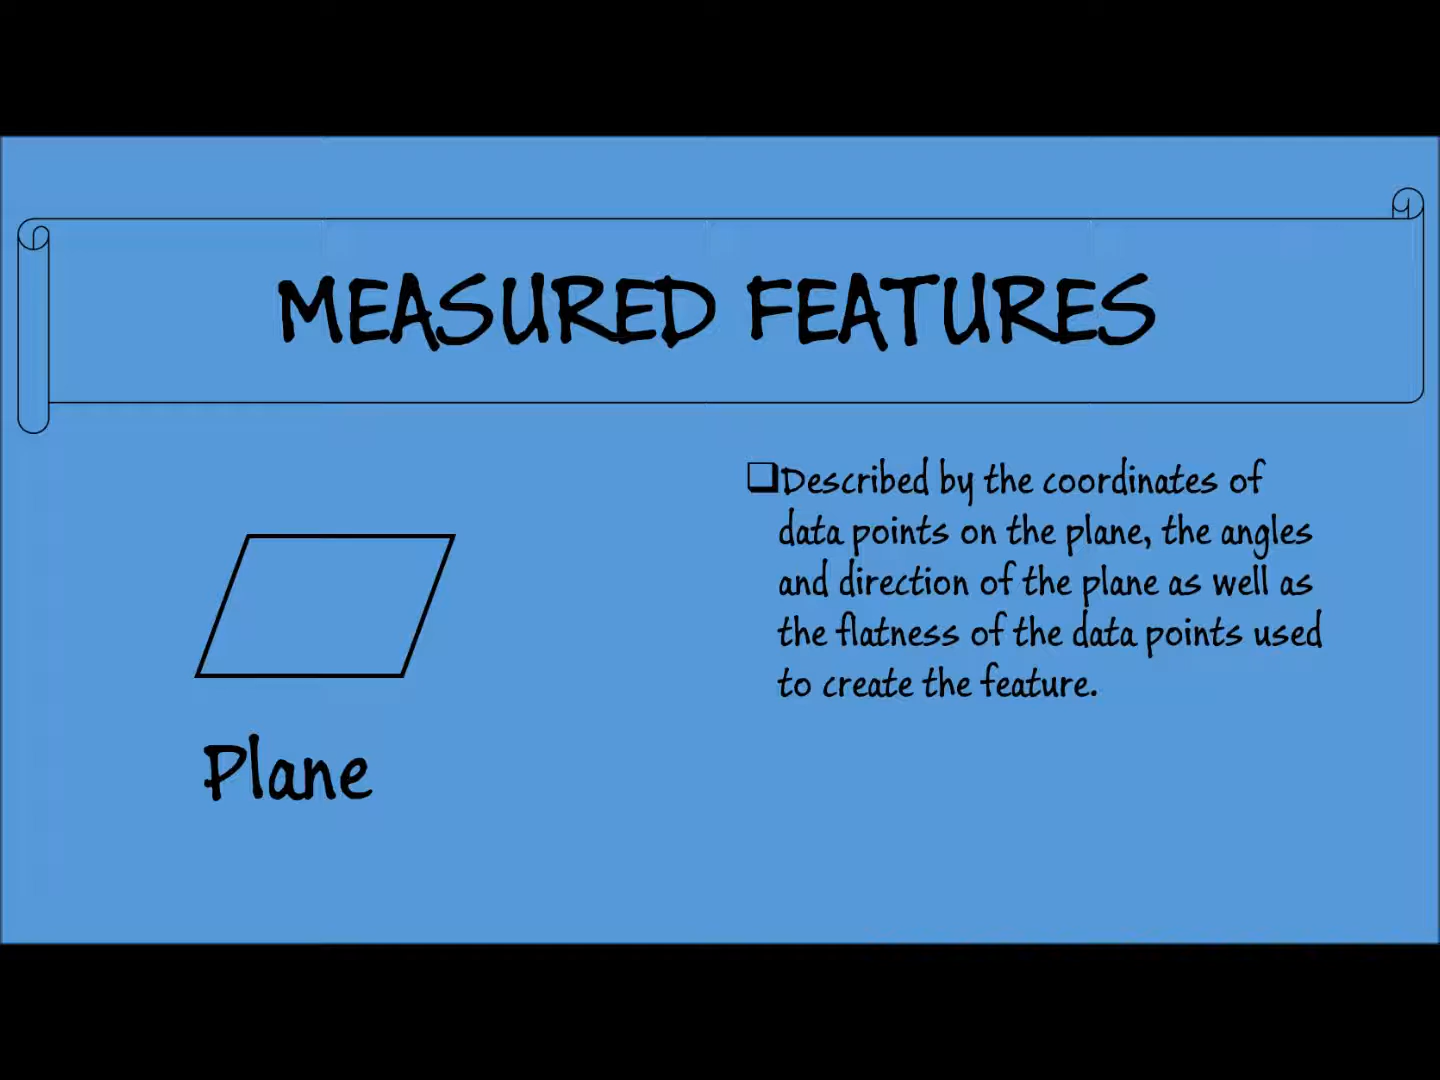 MEASURED FEATURES
Described by the coordinates of
data points on the plane, the angles
and direction of the plane as well as
the flatness of the data points used
to create the feature.
Plane